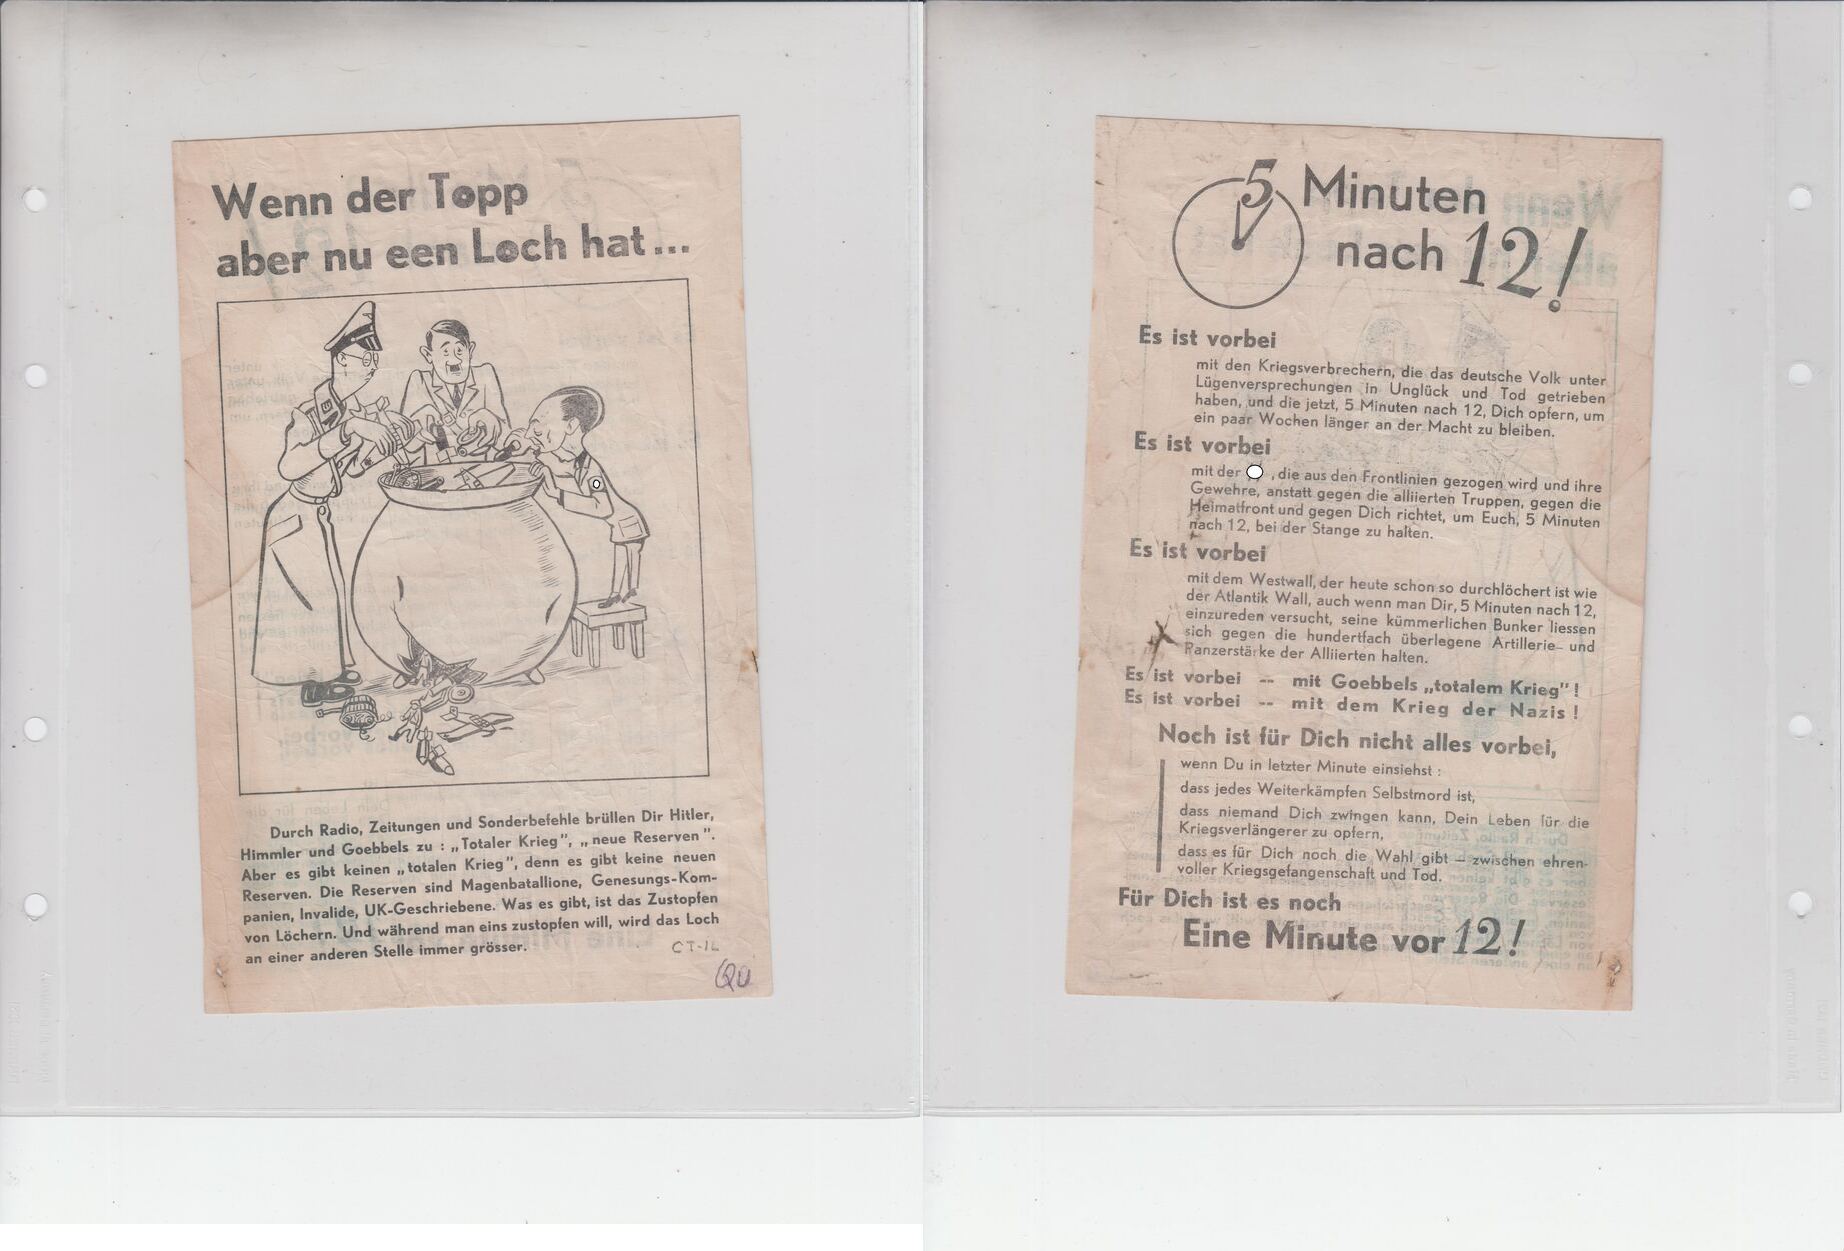 Wenn der Topp
aber nu een Loch hat...
Durch Radio, Zeitungen und Sonderbefehle brüllen Dir Hitler,
Himmler und Goebbels zu : „Totaler Krieg”, „neue Reserven”.
Aber es gibt keinen „totalen Krieg”, denn es gibt keine neuen
Reserven. Die Reserven sind Magenbatallione, Genesungs-Kom-
panien, Invalide, UK-Geschriebene. Was es gibt, ist das Zustopfen
von Löchern. Und während man eins zustopfen will, wird das Loch
an einer anderen Stelle immer grösser.
CT-1L
5 Minuten
nach 12!
Es ist vorbei
mit den Kriegsverbrechern, die das deutsche Volk unter
Lügenversprechungen in Unglück und Tod getrieben
haben, und die jetzt, 5 Minuten nach 12, Dich opfern, um
ein paar Wochen länger an der Macht zu bleiben.
Es ist vorbei
mit der , die aus den Frontlinien gezogen wird und ihre
Gewehre, anstatt gegen die alliierten Truppen, gegen die
Heimatfront und gegen Dich richtet, um Euch, 5 Minuten
nach 12, bei der Stange zu halten.
Es ist vorbei
mit dem Westwall, der heute schon so durchlöchert ist wie
der Atlantik Wall, auch wenn man Dir, 5 Minuten nach 12,
einzureden versucht, seine kümmerlichen Bunker liessen
sich gegen die hundertfach überlegene Artillerie- und
Panzerstärke der Alliierten halten.
Es ist vorbei -- mit Goebbels „totalem Krieg”!
Es ist vorbei -- mit dem Krieg der Nazis!
Noch ist für Dich nicht alles vorbei,
wenn Du in letzter Minute einsiehst :
dass jedes Weiterkämpfen Selbstmord ist,
dass niemand Dich zwingen kann, Dein Leben für die
Kriegsverlängerer zu opfern,
dass es für Dich noch die Wahl gibt — zwischen ehren-
voller Kriegsgefangenschaft und Tod.
Für Dich ist es noch
Eine Minute vor 12!